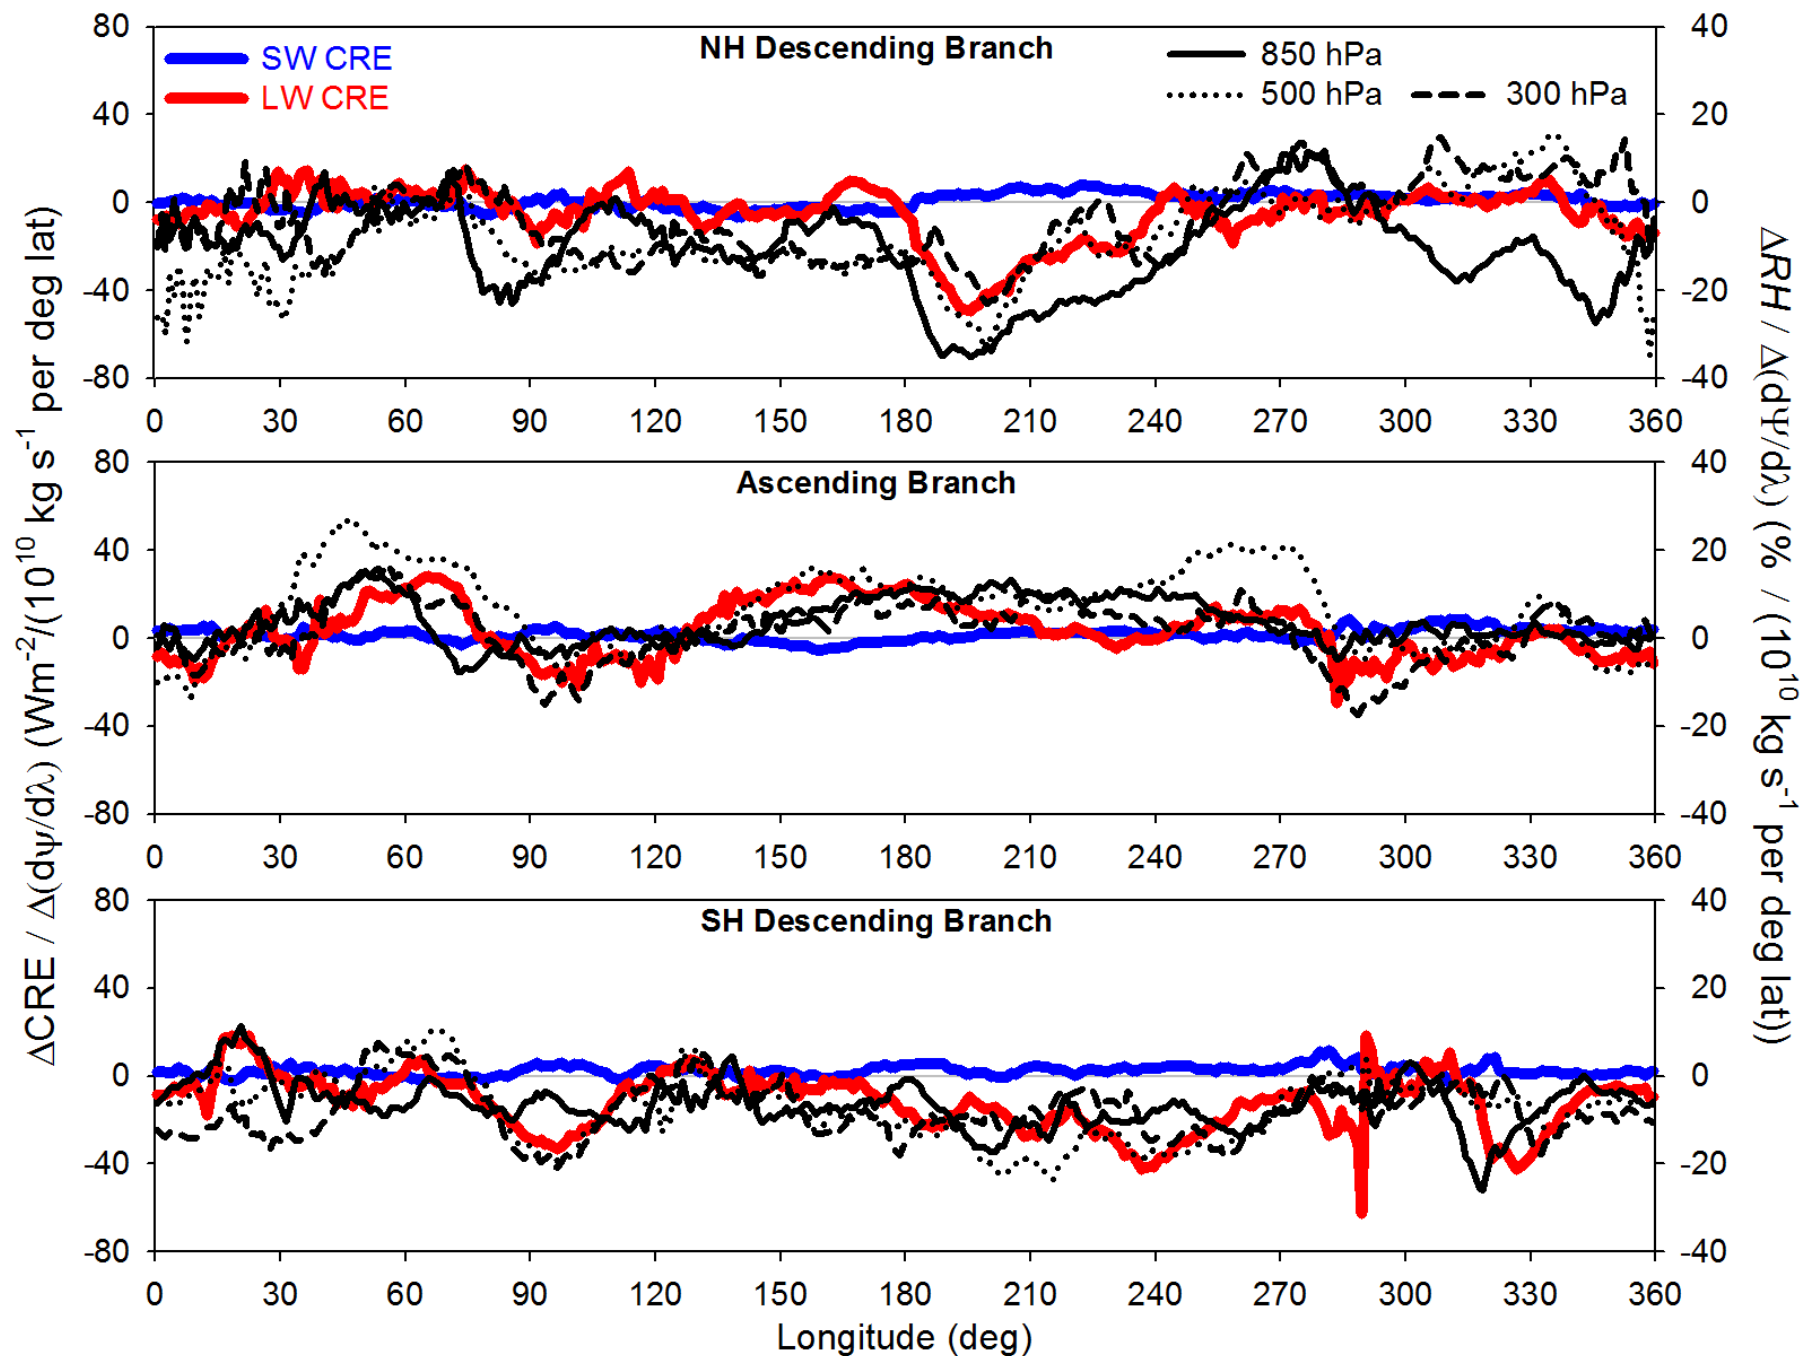 ΔCRE / Δ(dψ/dλ) (Wm-2/(10^10 kg s-1 per deg lat)
ΔRH / Δ(dΨ/dλ) (% / (10^10 kg s-1 per deg lat))
NH Descending Branch
SW CRE
LW CRE
850 hPa
500 hPa 300 hPa
80 40
40 20
0 0
-40 -20
-80 -40
0 30 60 90 120 150 180 210 240 270 300 330 360
Ascending Branch
80 40
40 20
0 0
-40 -20
-80 -40
0 30 60 90 120 150 180 210 240 270 300 330 360
SH Descending Branch
80 40
40 20
0 0
-40 -20
-80 -40
0 30 60 90 120 150 180 210 240 270 300 330 360
Longitude (deg)